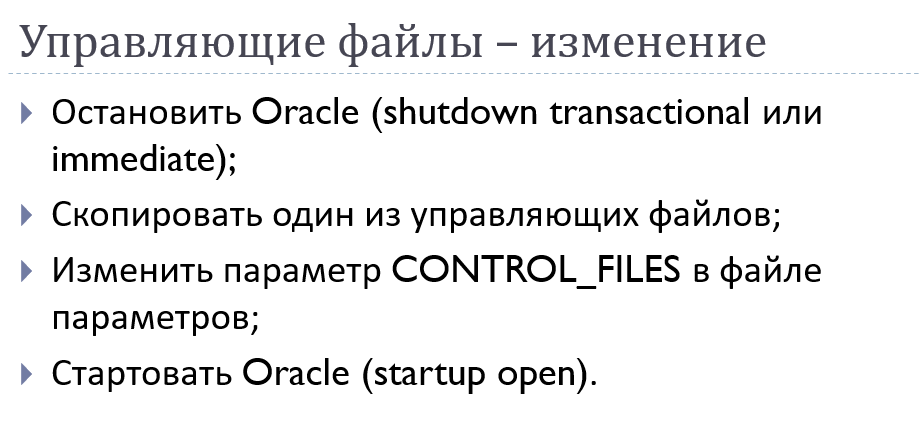 Управляющие файлы – изменение
Остановить Oracle (shutdown transactional или
immediate);
Скопировать один из управляющих файлов;
Изменить параметр CONTROL_FILES в файле
параметров;
Стартовать Oracle (startup open).